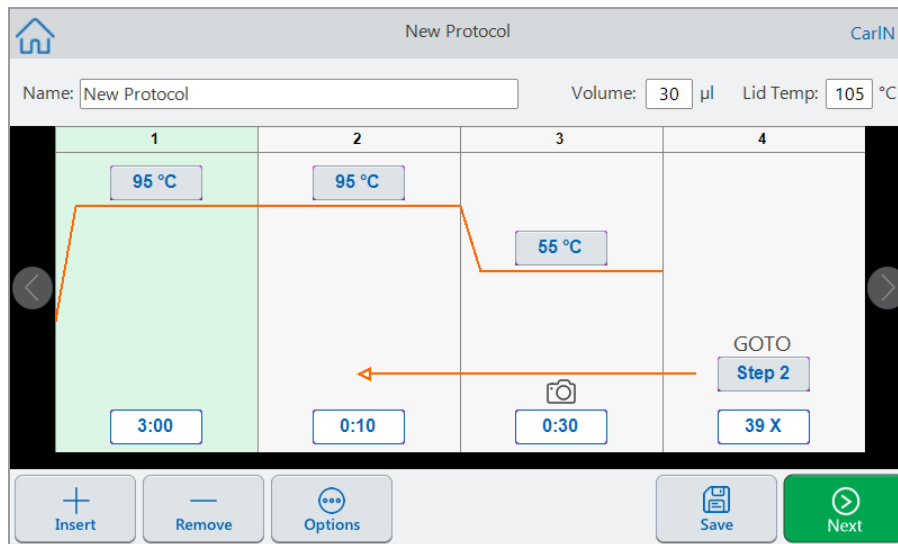 New Protocol
CarlN
Name: New Protocol
Volume: 30 µl
Lid Temp: 105 °C
1 2 3 4
95 °C 95 °C
55 °C
GOTO
Step 2
3:00 0:10 0:30 39 X
Insert Remove Options Save Next